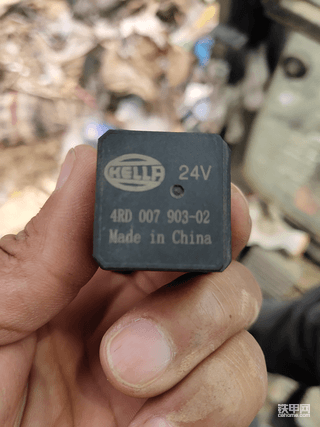 HELLA 24V
4RD 007 903-02
Made in China
铁甲网
cehome.com